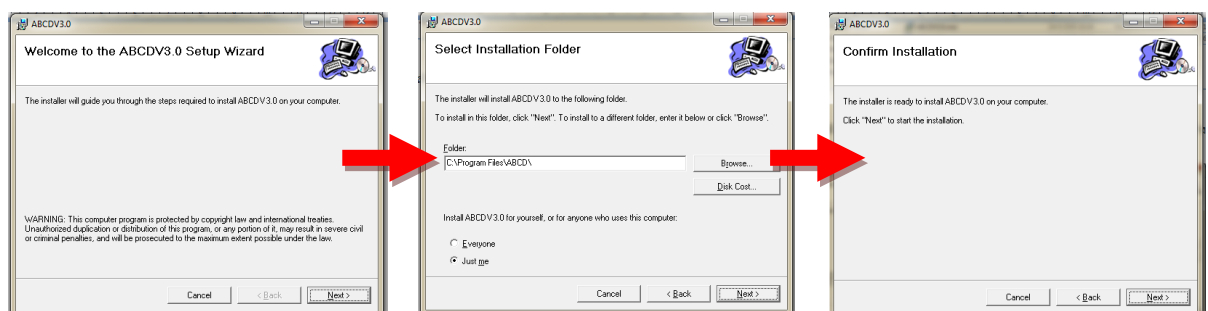 ABCDV3.0
Welcome to the ABCDV3.0 Setup Wizard
The installer will guide you through the steps required to install ABCDV3.0 on your computer.
WARNING: This computer program is protected by copyright law and international treaties.
Unauthorized duplication or distribution of this program, or any portion of it, may result in severe civil
or criminal penalties, and will be prosecuted to the maximum extent possible under the law.
Cancel < Back Next >
ABCDV3.0
Select Installation Folder
The installer will install ABCDV3.0 to the following folder.
To install in this folder, click "Next". To install to a different folder, enter it below or click "Browse".
Folder:
C:\Program Files\ABCD\
Browse...
Disk Cost...
Install ABCDV3.0 for yourself, or for anyone who uses this computer:
Everyone
Just me
Cancel < Back Next >
ABCDV3.0
Confirm Installation
The installer is ready to install ABCDV3.0 on your computer.
Click "Next" to start the installation.
Cancel < Back Next >